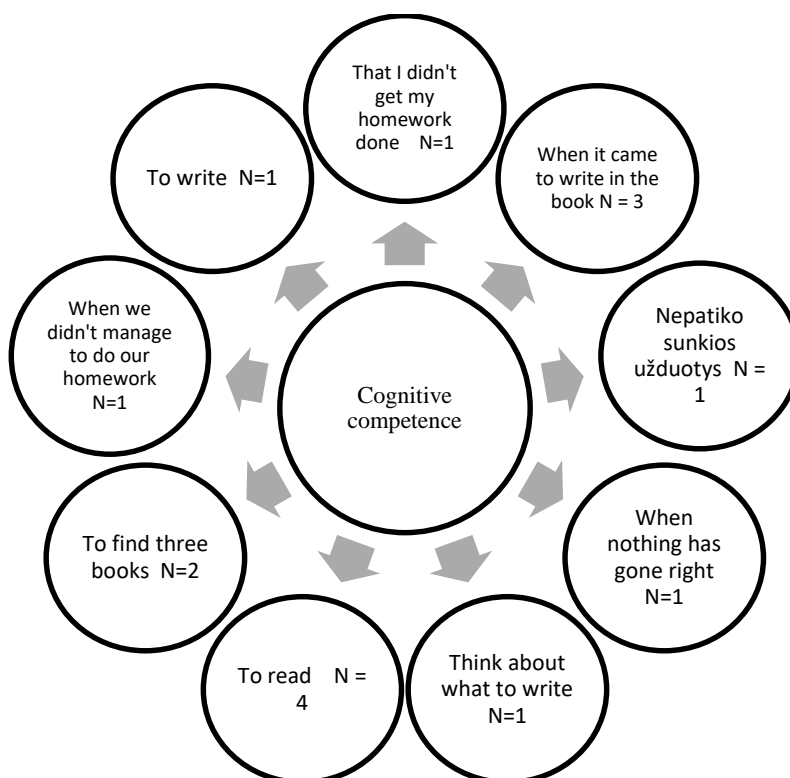 That I didn't
get my
homework
done N=1
When it came
to write in the
book N = 3
Nepatiko
sunkios
užduotys N =
1
When
nothing has
gone right
N=1
Think about
what to write
N=1
To read N =
4
To find three
books N=2
When we
didn't manage
to do our
homework
N=1
To write N=1
Cognitive
competence